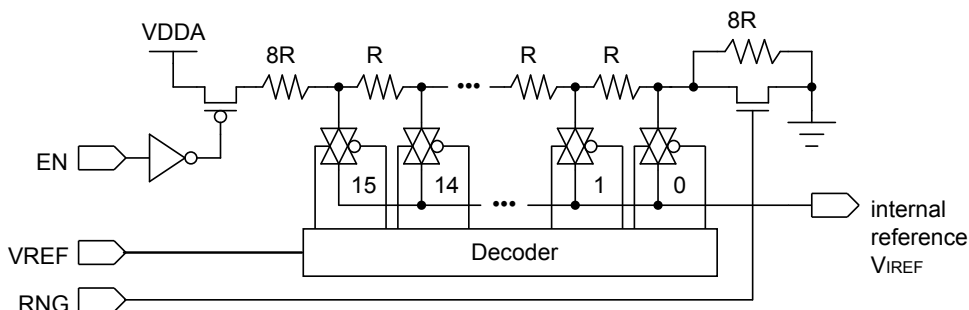 8R
VDDA
8R R R R
•••
EN
15 14 1 0
•••
internal
reference
VIREF
VREF
Decoder
RNG